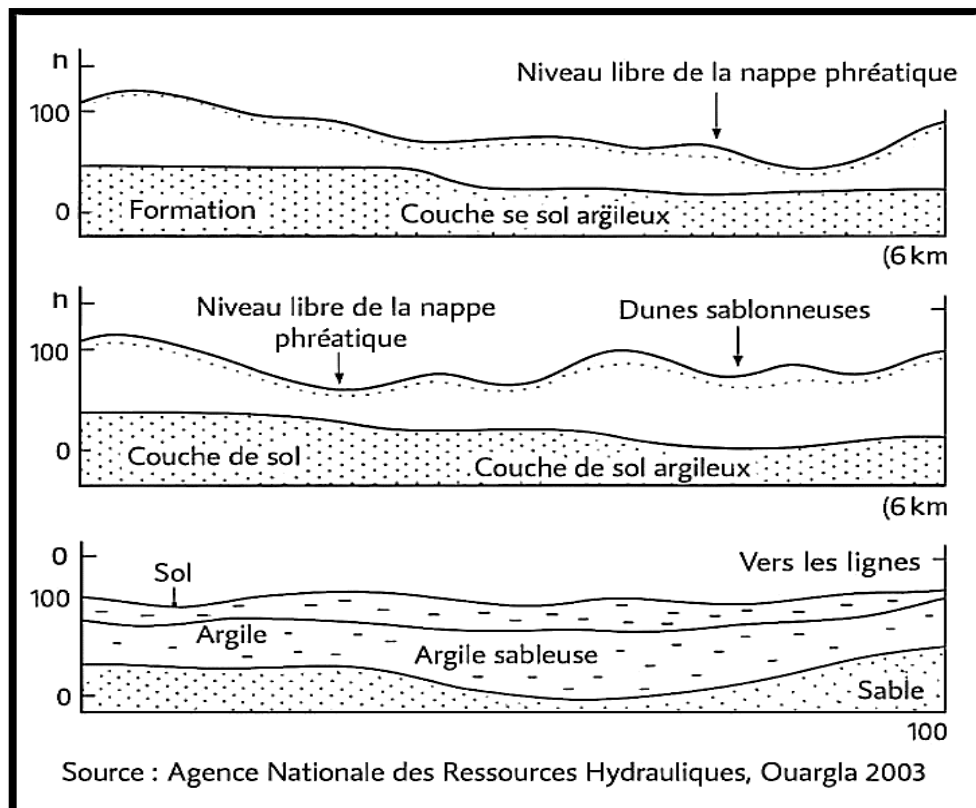 n
Niveau libre de la nappe phréatique
100
Formation
Couche se sol argileux
0
(6 km
n
Niveau libre de la nappe
phréatique
Dunes sablonneuses
100
Couche de sol
Couche de sol argileux
0
(6 km
0
Vers les lignes
Sol
100
Argile
Argile sableuse
0
Sable
100
Source : Agence Nationale des Ressources Hydrauliques, Ouargla 2003